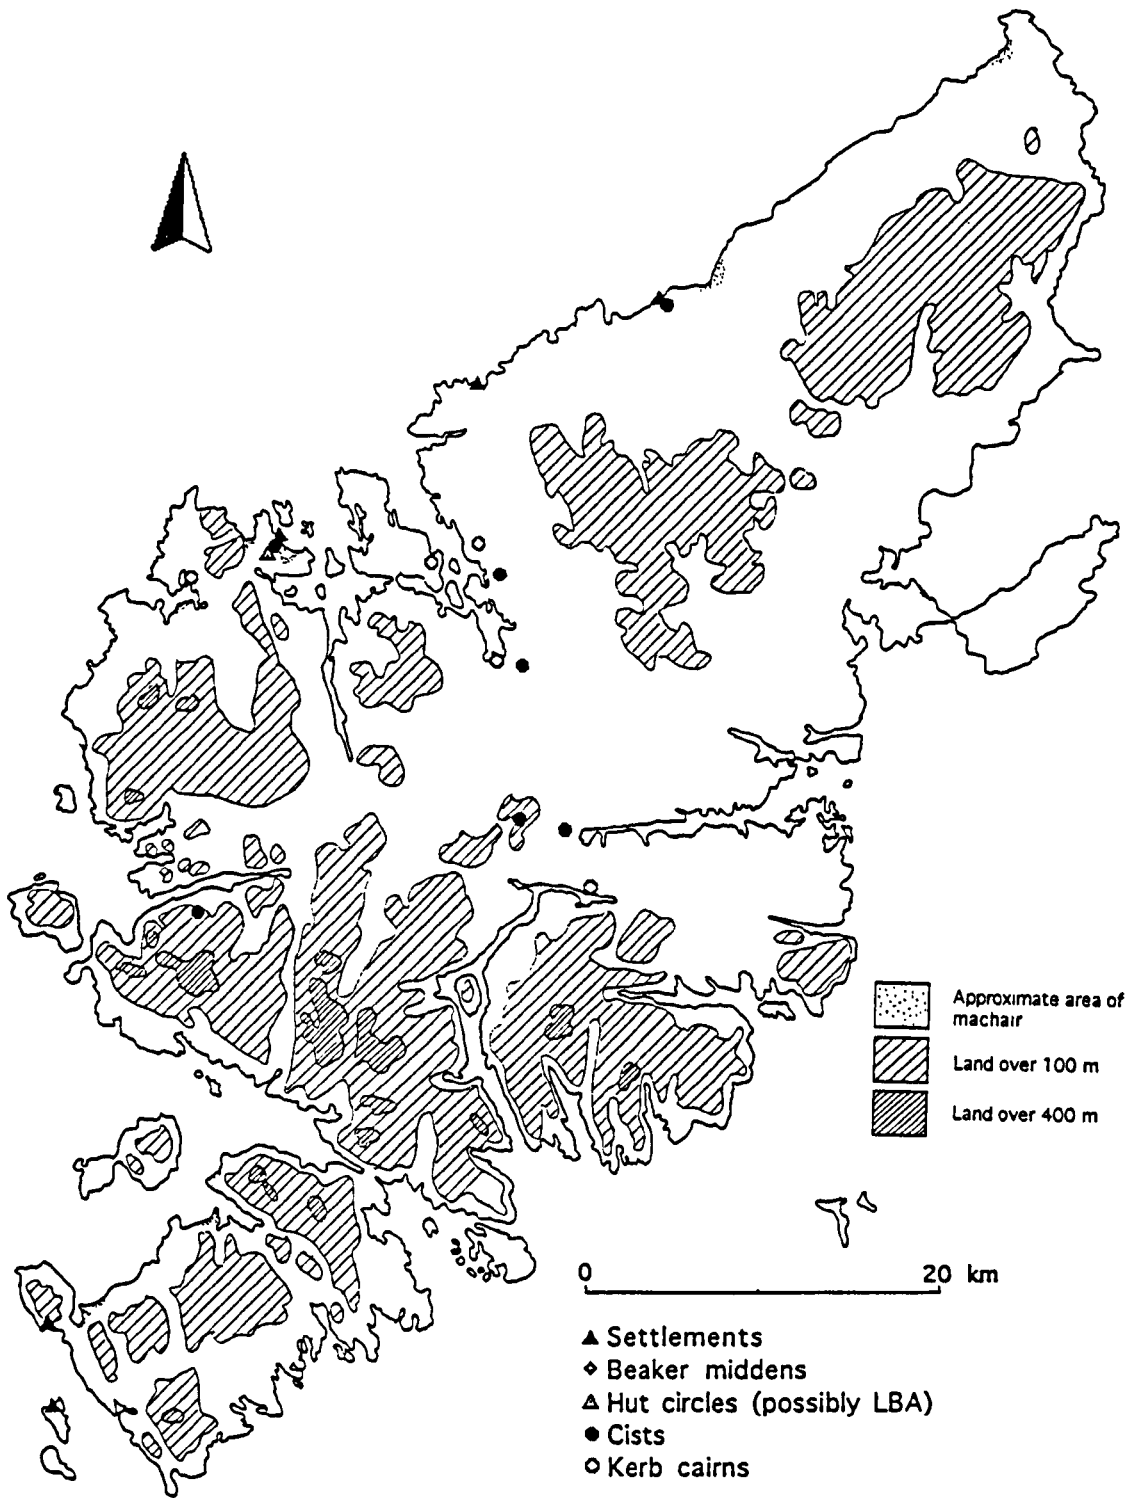 Approximate area of
machair
Land over 100 m
Land over 400 m
0 20 km
Settlements
Beaker middens
Hut circles (possibly LBA)
Cists
Kerb cairns